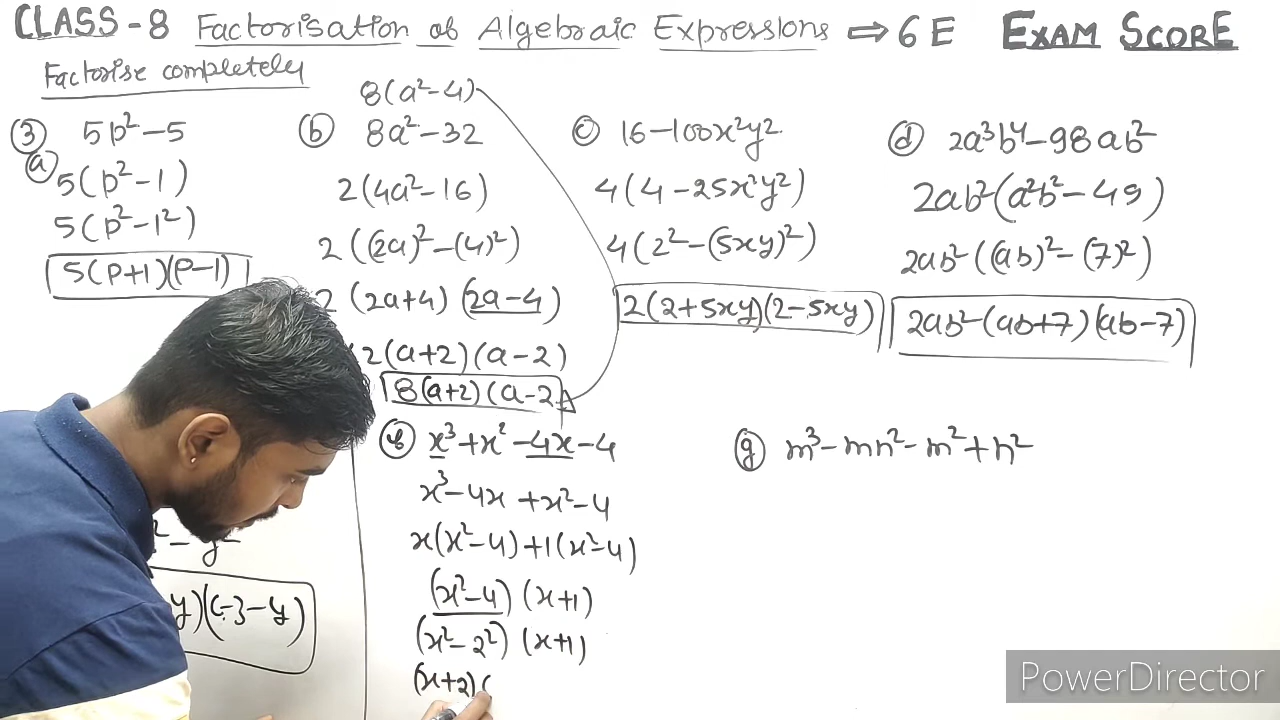 CLASS-8 Factorisation of Algebraic Expressions ⇒ 6E EXAM SCORE
Factorise completely
③ 5p²-5
ⓐ
5(p²-1)
5(p²-1²)
5(p+1)(p-1)
8(a²-4)
ⓑ 8a²-32
2(4a²-16)
2((2a)²-(4)²)
2 (2a+4) (2a-4)
2(a+2)(a-2)
8(a+2)(a-2
ⓒ 16-100x²y²
4(4-25x²y²)
4(2²-(5xy)²)
2(2+5xy)(2-5xy)
ⓓ 2a³b⁴-98ab²
2ab²(a²b²-49)
2ab²((ab)²-(7)²)
2ab²(ab+7)(ab-7)
² - y²
y)(-3-y)
x³+x²-4x-4
x³-4x+x²-4
x(x²-4)+1(x²-4)
(x²-4)(x+1)
(x²-2²)(x+1)
(x+2)(
ⓖ m³-mn²-m²+n²
PowerDirector